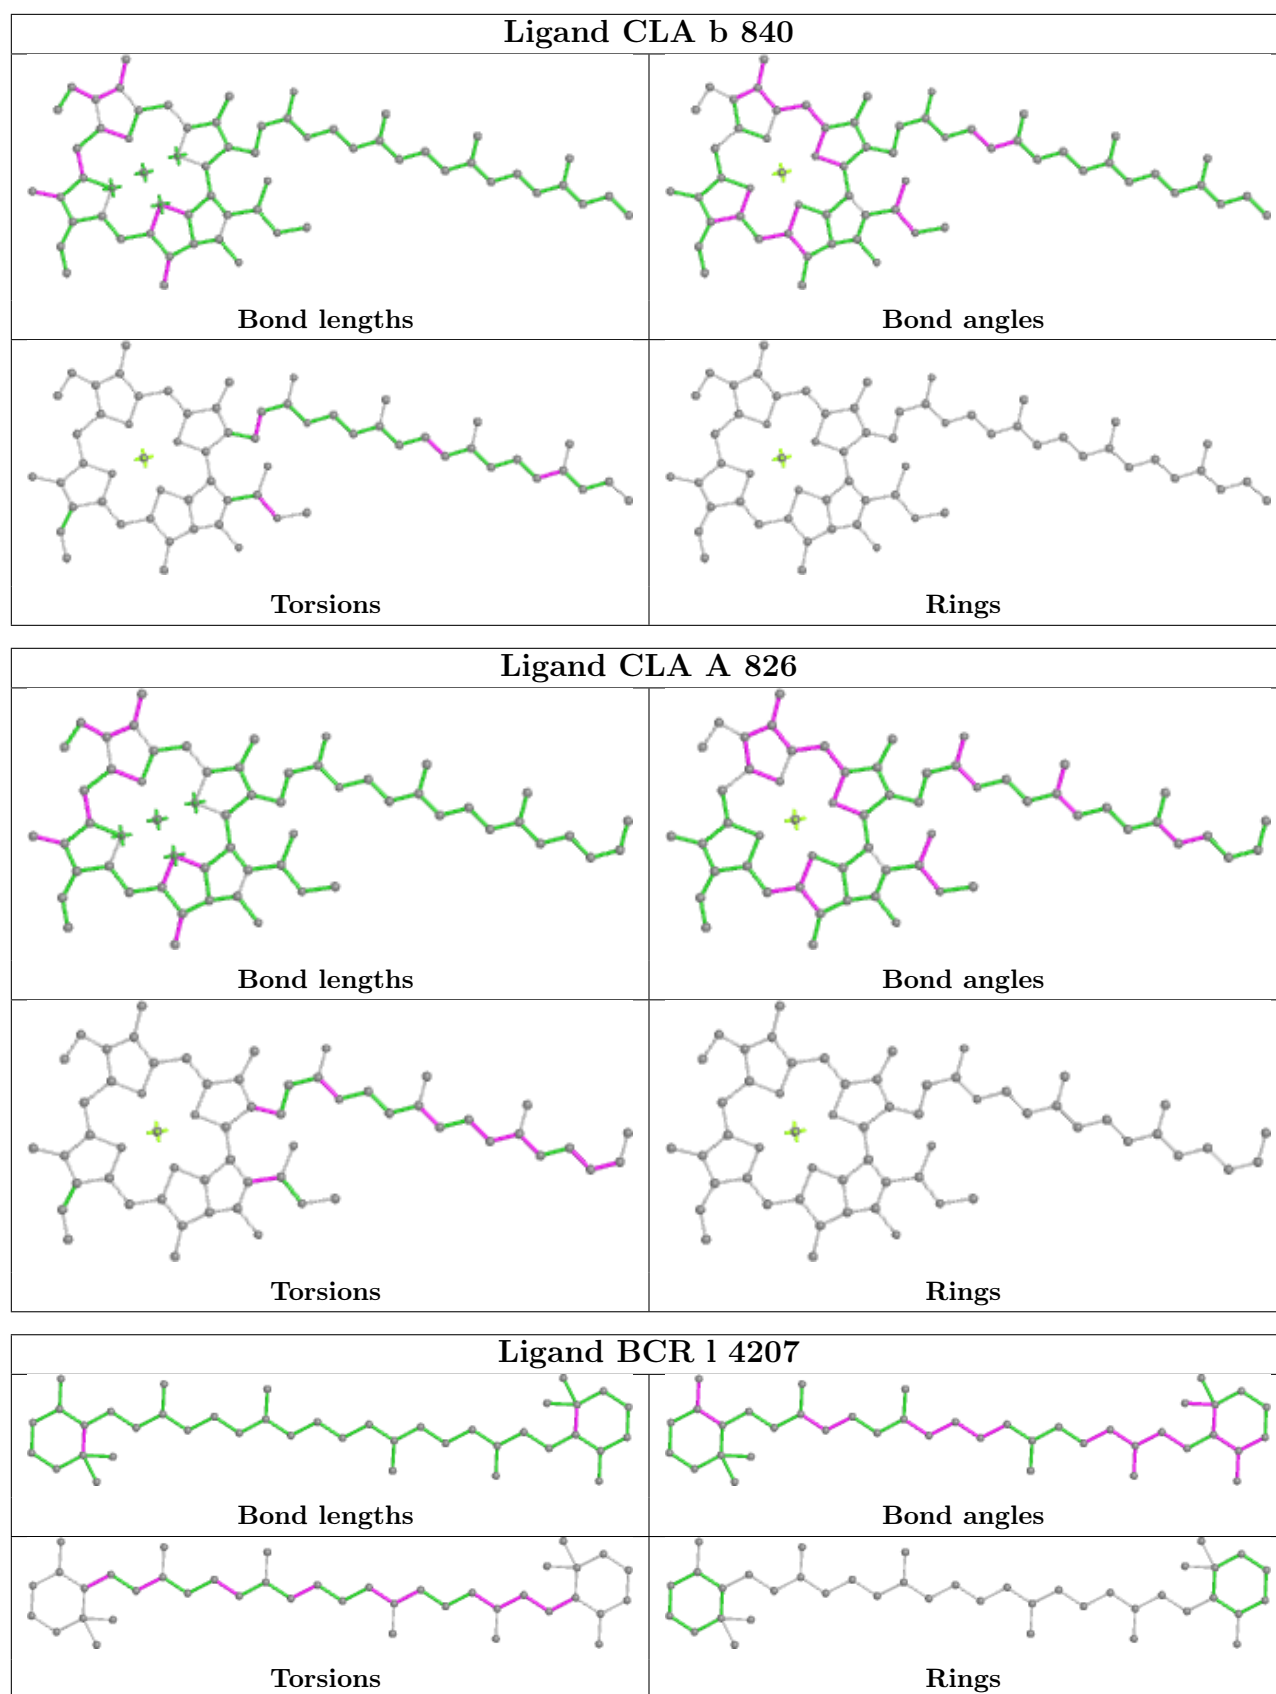 Ligand CLA b 840
Bond lengths
Bond angles
Torsions
Rings
Ligand CLA A 826
Bond lengths
Bond angles
Torsions
Rings
Ligand BCR l 4207
Bond lengths
Bond angles
Torsions
Rings